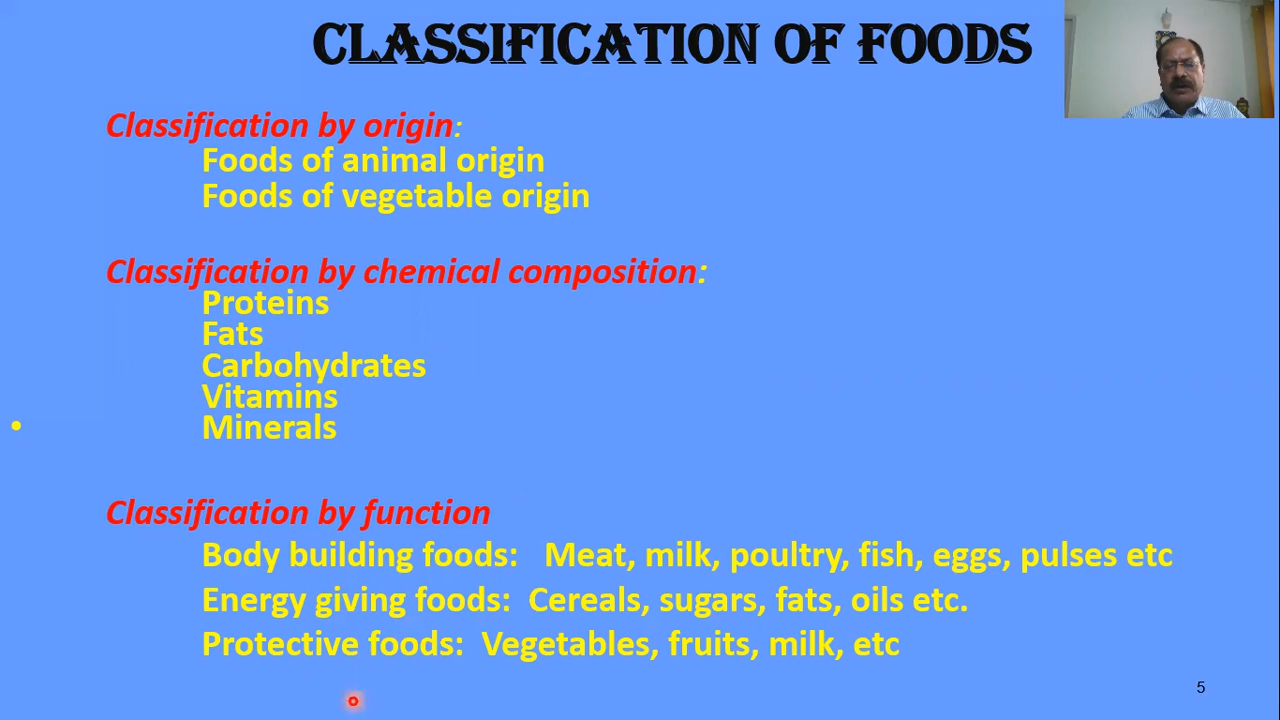 CLASSIFICATION OF FOODS
Classification by origin:
Foods of animal origin
Foods of vegetable origin
Classification by chemical composition:
Proteins
Fats
Carbohydrates
Vitamins
• Minerals
Classification by function
Body building foods: Meat, milk, poultry, fish, eggs, pulses etc
Energy giving foods: Cereals, sugars, fats, oils etc.
Protective foods: Vegetables, fruits, milk, etc
5